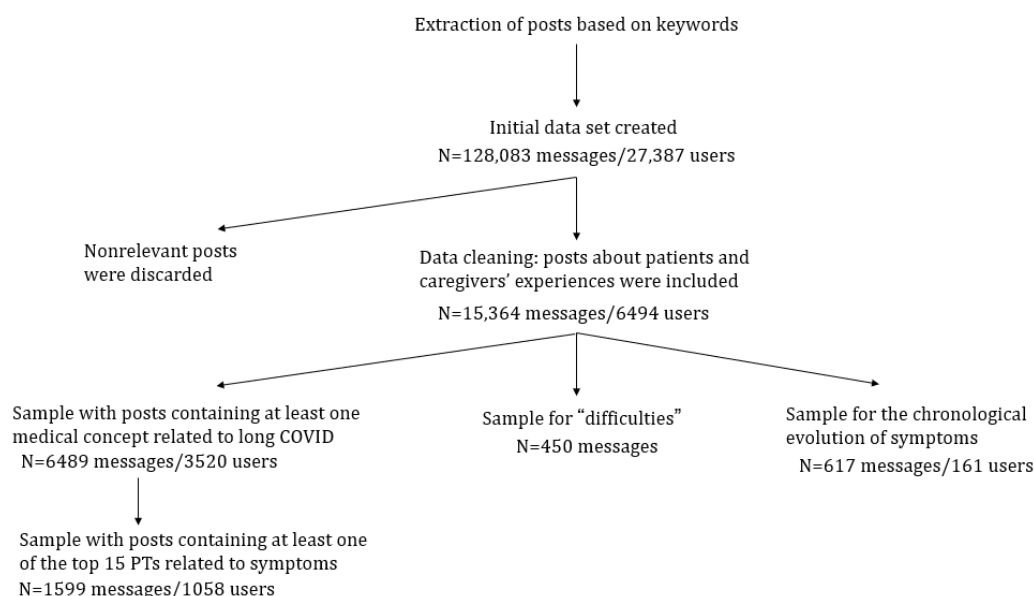 Extraction of posts based on keywords
Initial data set created
N=128,083 messages/27,387 users
Nonrelevant posts
were discarded
Data cleaning: posts about patients and
caregivers’ experiences were included
N=15,364 messages/6494 users
Sample with posts containing at least one
medical concept related to long COVID
N=6489 messages/3520 users
Sample for “difficulties”
N=450 messages
Sample for the chronological
evolution of symptoms
N=617 messages/161 users
Sample with posts containing at least one
of the top 15 PTs related to symptoms
N=1599 messages/1058 users